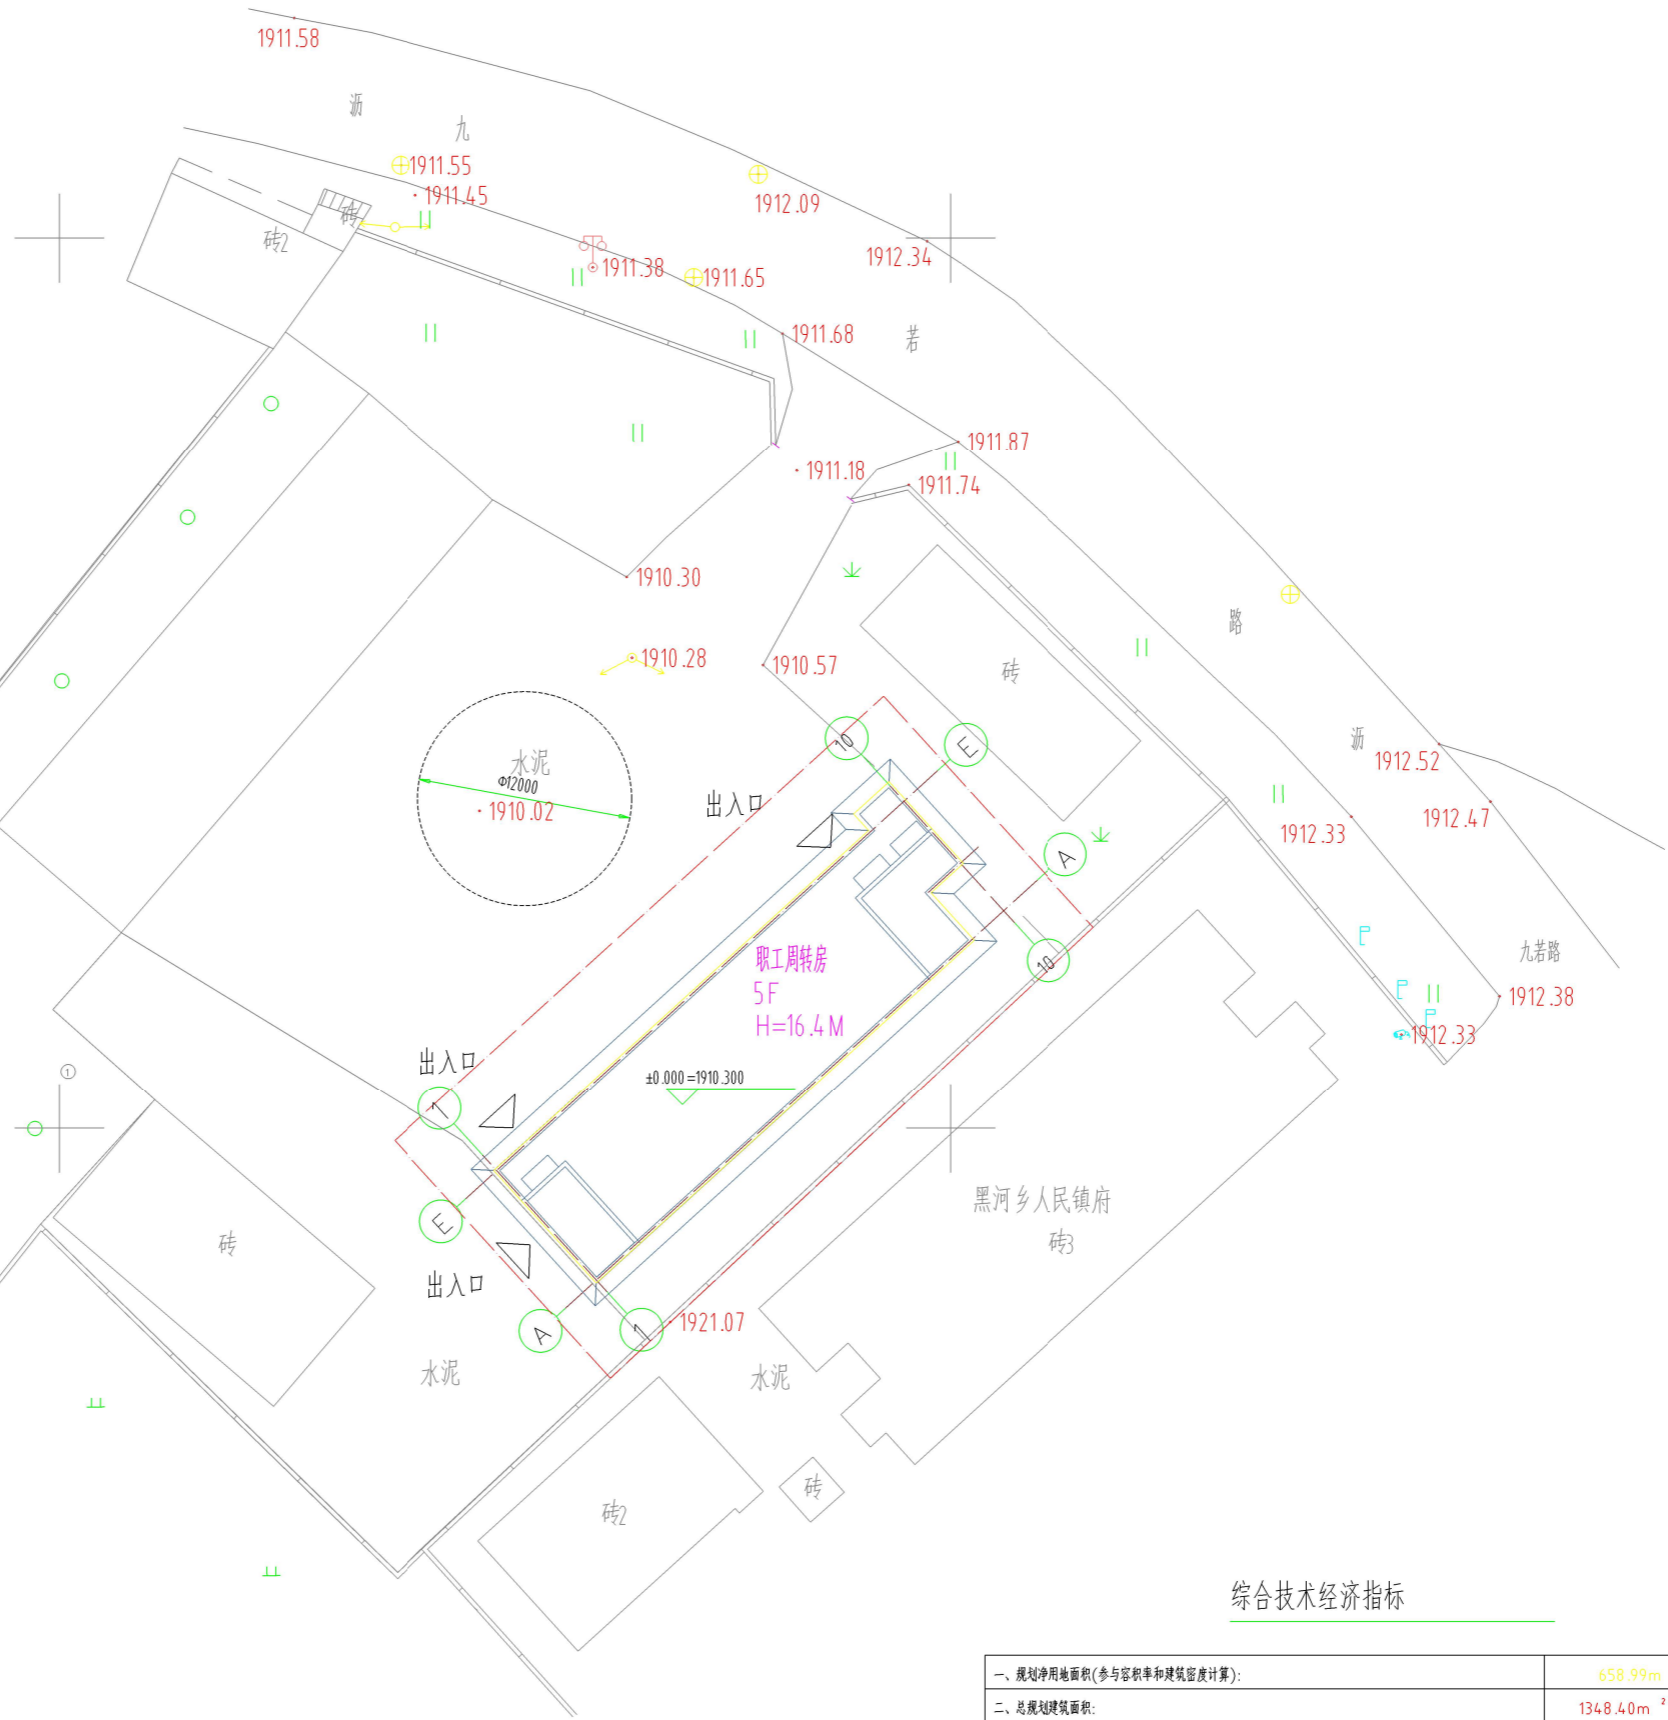 1911.58
沥
九
1911.55
1911.45
砖
砖2
1912.09
1912.34
1911.38
1911.65
1911.68
若
1911.87
1911.18
1911.74
1910.30
路
1910.28
1910.57
砖
沥
1912.52
10
E
水泥
Φ12000
1910.02
出入口
1912.33
1912.47
A
职工周转房
5F
H=16.4M
九若路
10
1912.38
1912.33
出入口
±0.000=1910.300
1
1
黑河乡人民镇府
砖3
E
砖
出入口
A
1
1921.07
水泥
水泥
砖
砖2
综合技术经济指标
一、规划净用地面积(参与容积率和建筑密度计算): 658.99m
二、总规划建筑面积: 1348.40m²